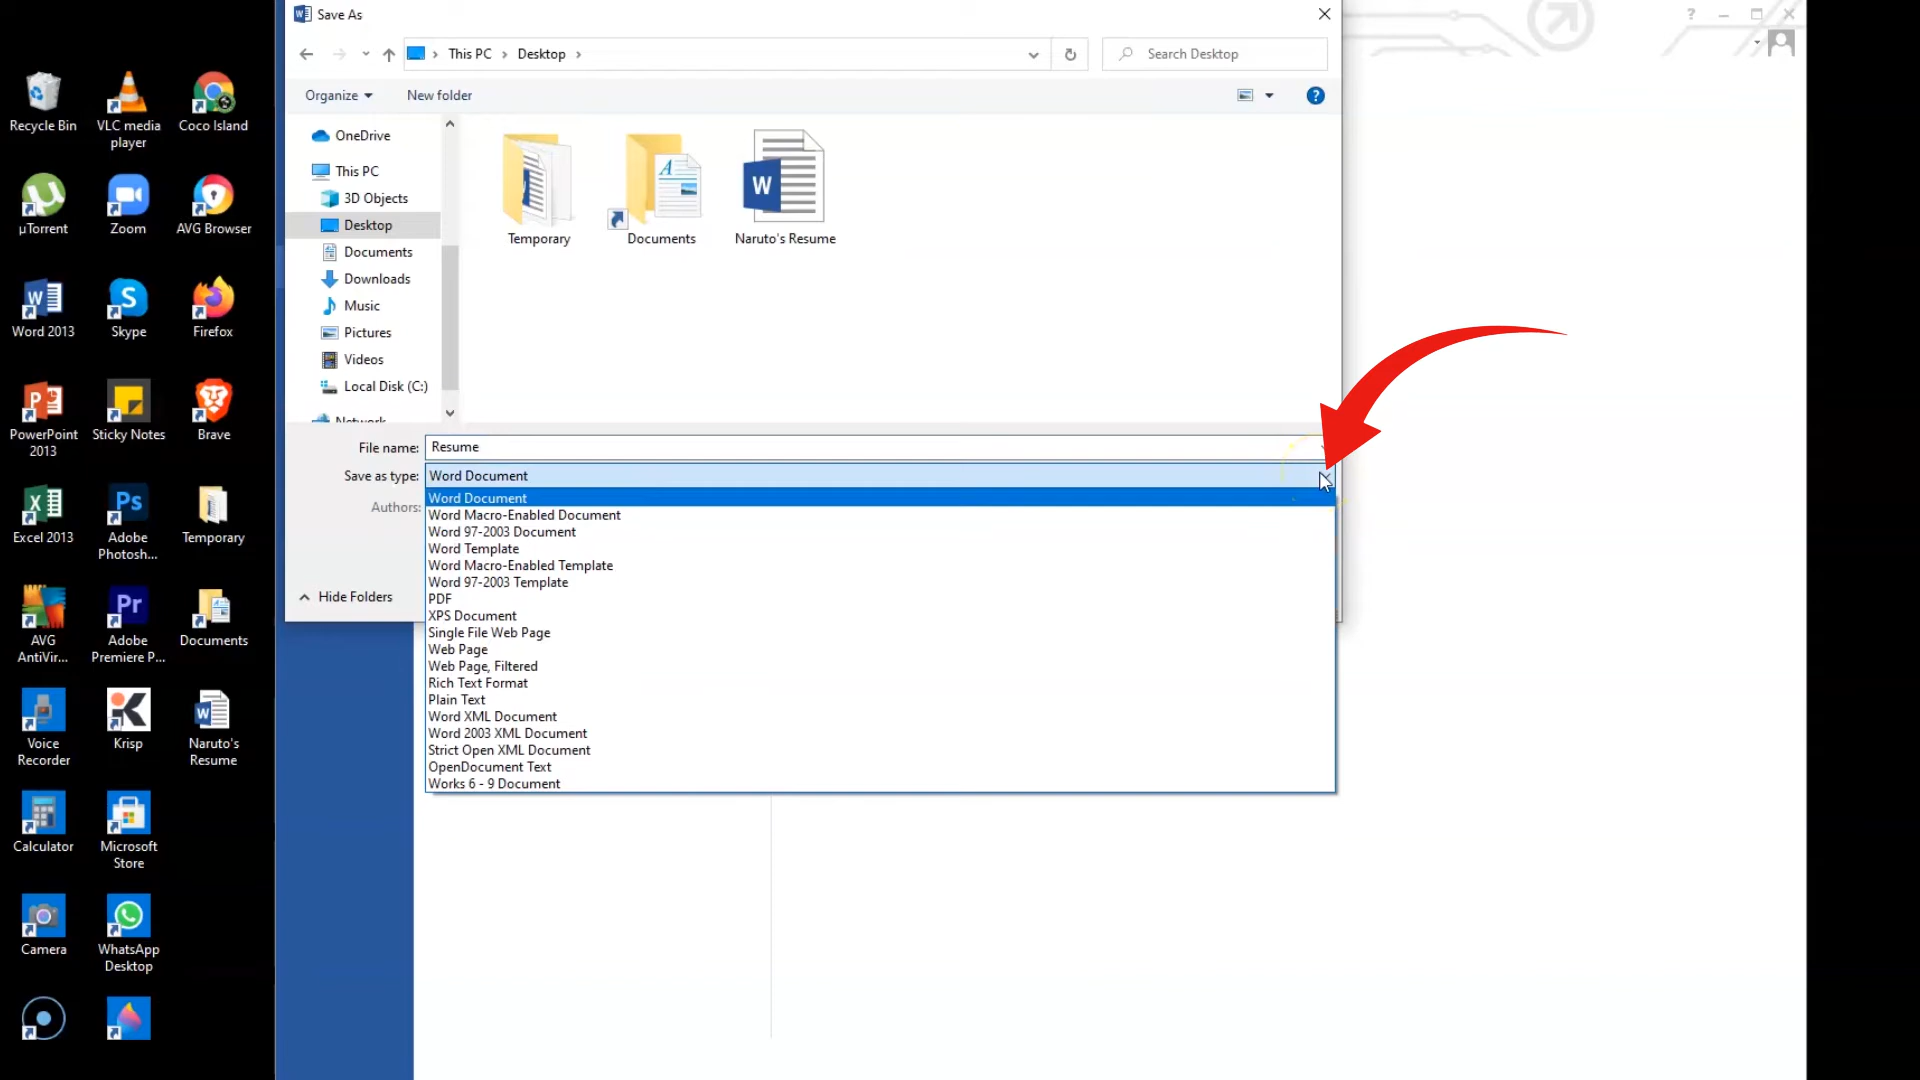 Recycle Bin
VLC media
player
Coco Island
µTorrent
Zoom
AVG Browser
Word 2013
Skype
Firefox
PowerPoint
2013
Sticky Notes
Brave
Excel 2013
Adobe
Photosh...
Temporary
AVG
AntiVir...
Adobe
Premiere P...
Documents
Voice
Recorder
Krisp
Naruto's
Resume
Calculator
Microsoft
Store
Camera
WhatsApp
Desktop
Save As
This PC
Desktop
Search Desktop
Organize
New folder
OneDrive
This PC
3D Objects
Desktop
Documents
Downloads
Music
Pictures
Videos
Local Disk (C:)
Network
Temporary
Documents
Naruto's Resume
File name: Resume
Save as type: Word Document
Authors:
Word Document
Word Macro-Enabled Document
Word 97-2003 Document
Word Template
Word Macro-Enabled Template
Word 97-2003 Template
PDF
XPS Document
Single File Web Page
Web Page
Web Page, Filtered
Rich Text Format
Plain Text
Word XML Document
Word 2003 XML Document
Strict Open XML Document
OpenDocument Text
Works 6 - 9 Document
Hide Folders